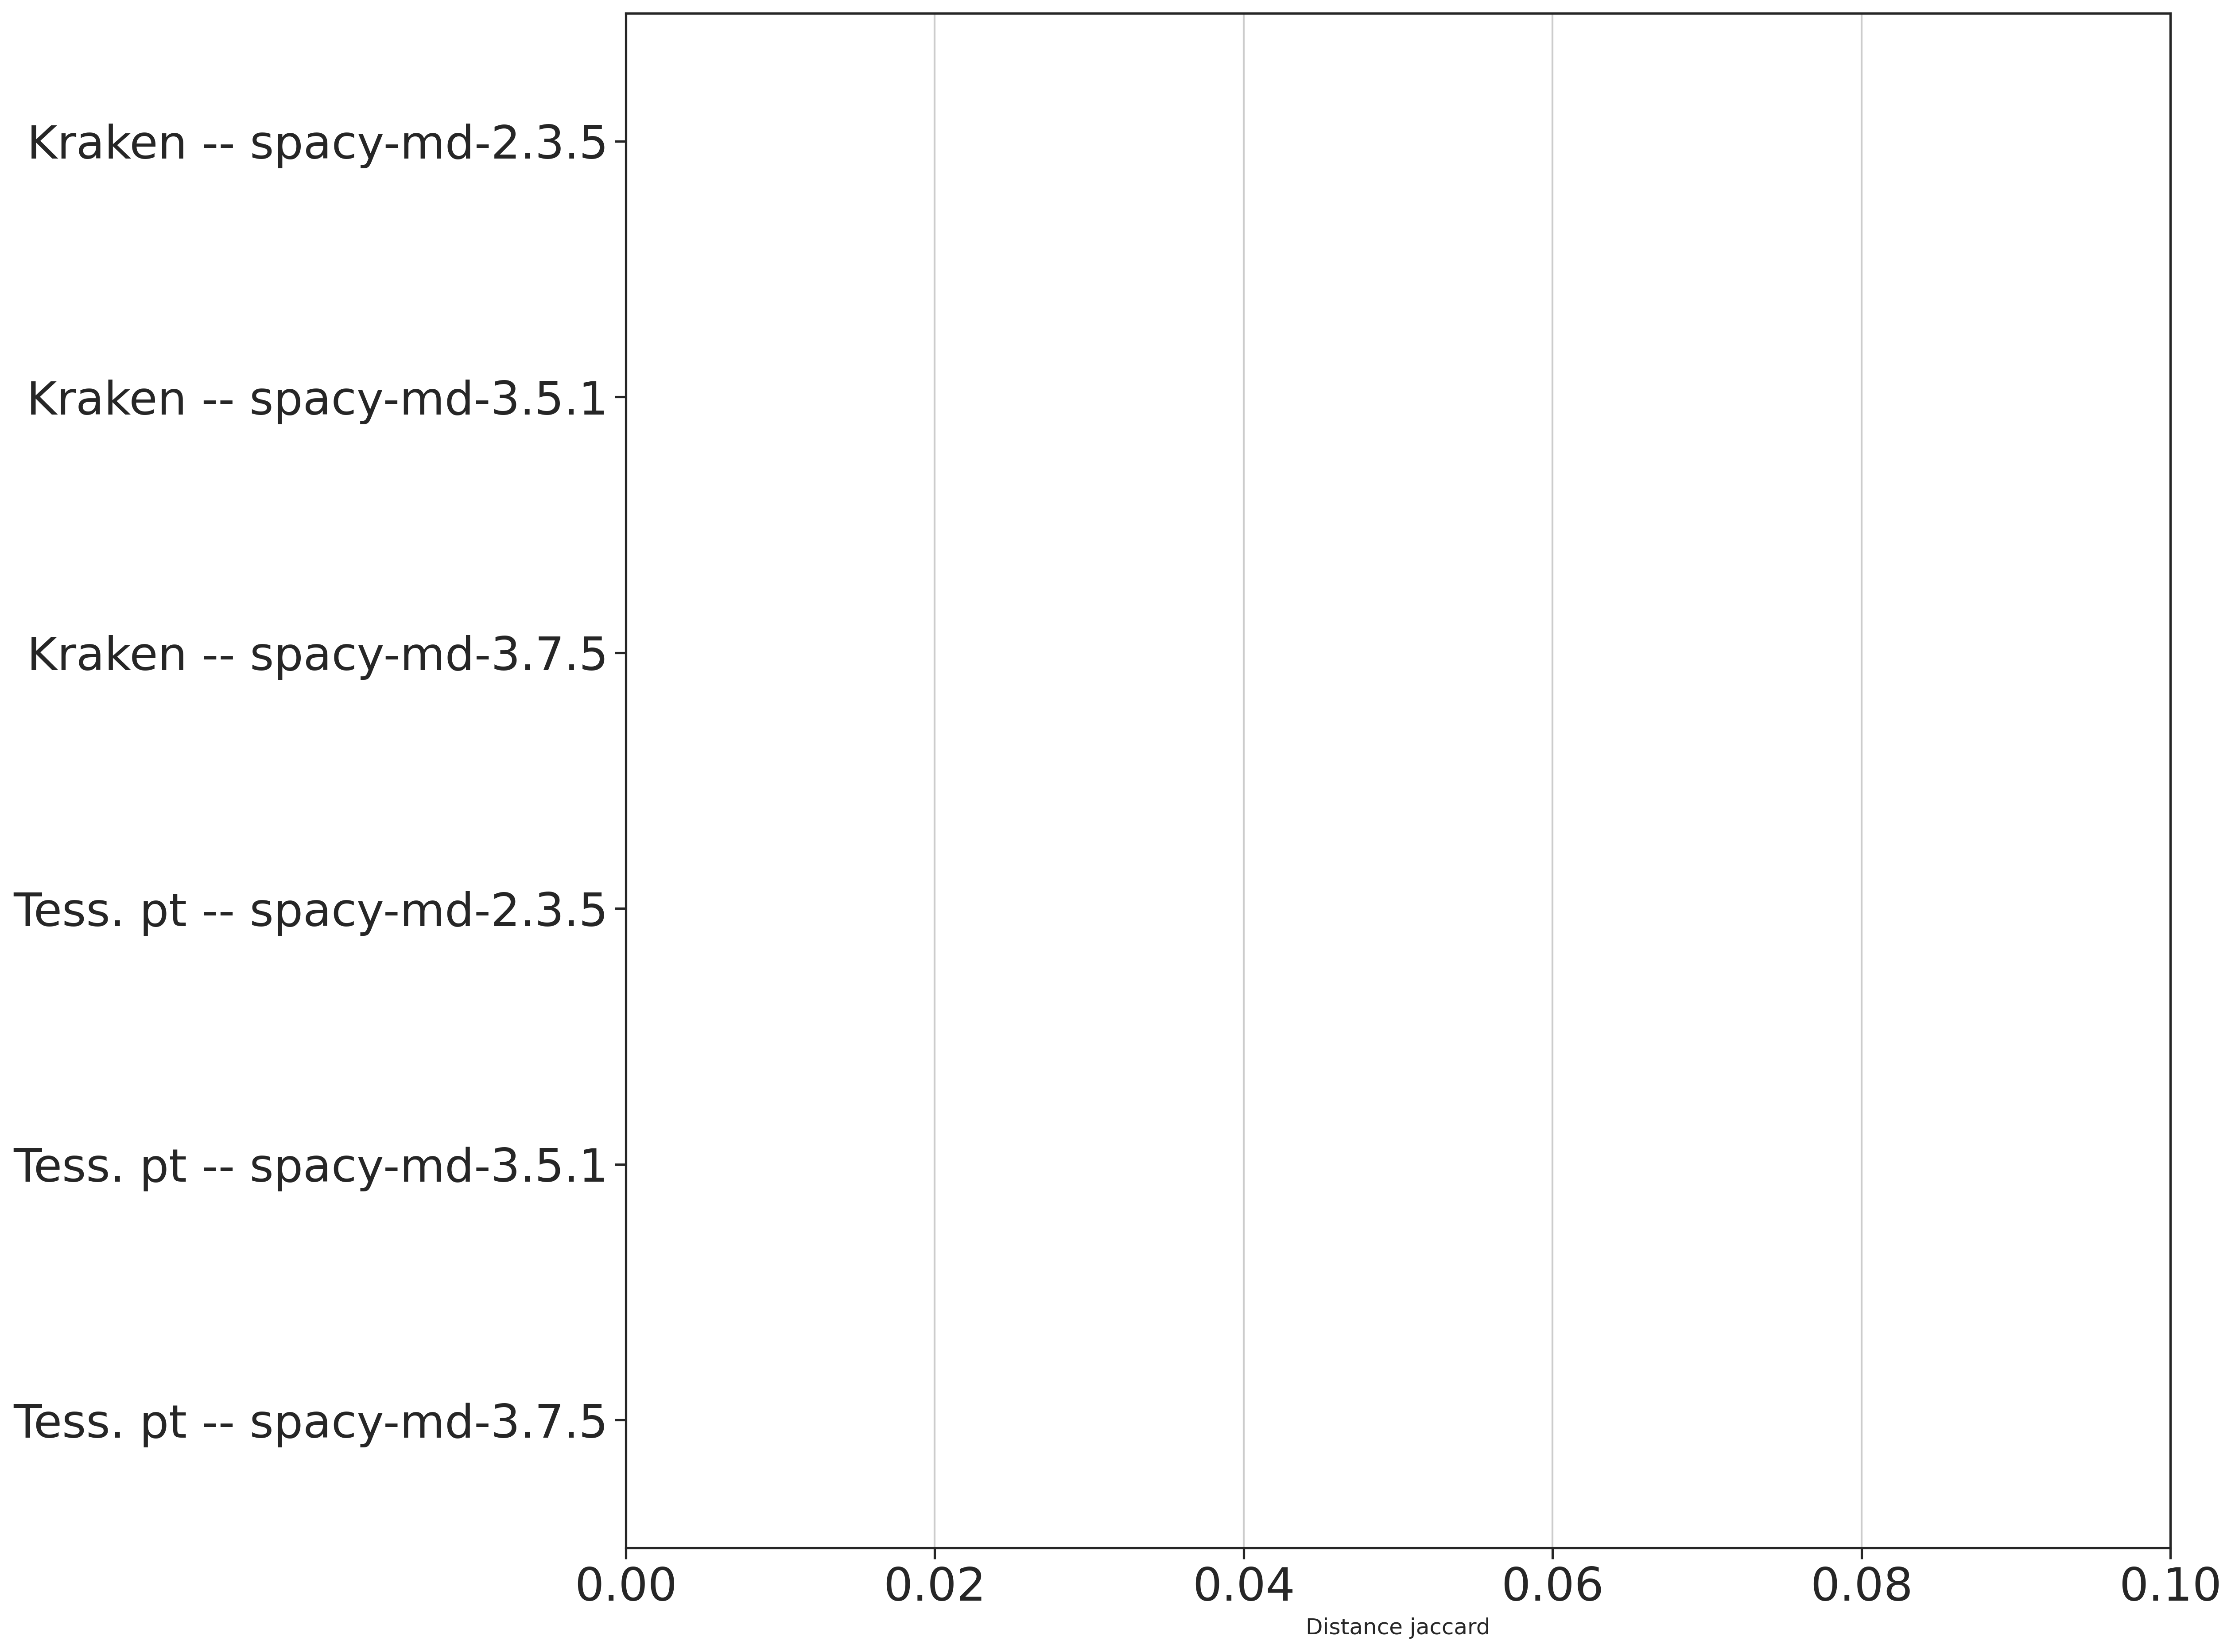 Kraken -- spacy-md-2.3.5
Kraken -- spacy-md-3.5.1
Kraken -- spacy-md-3.7.5
Tess. pt -- spacy-md-2.3.5
Tess. pt -- spacy-md-3.5.1
Tess. pt -- spacy-md-3.7.5
0.00 0.02 0.04 0.06 0.08 0.10
Distance jaccard